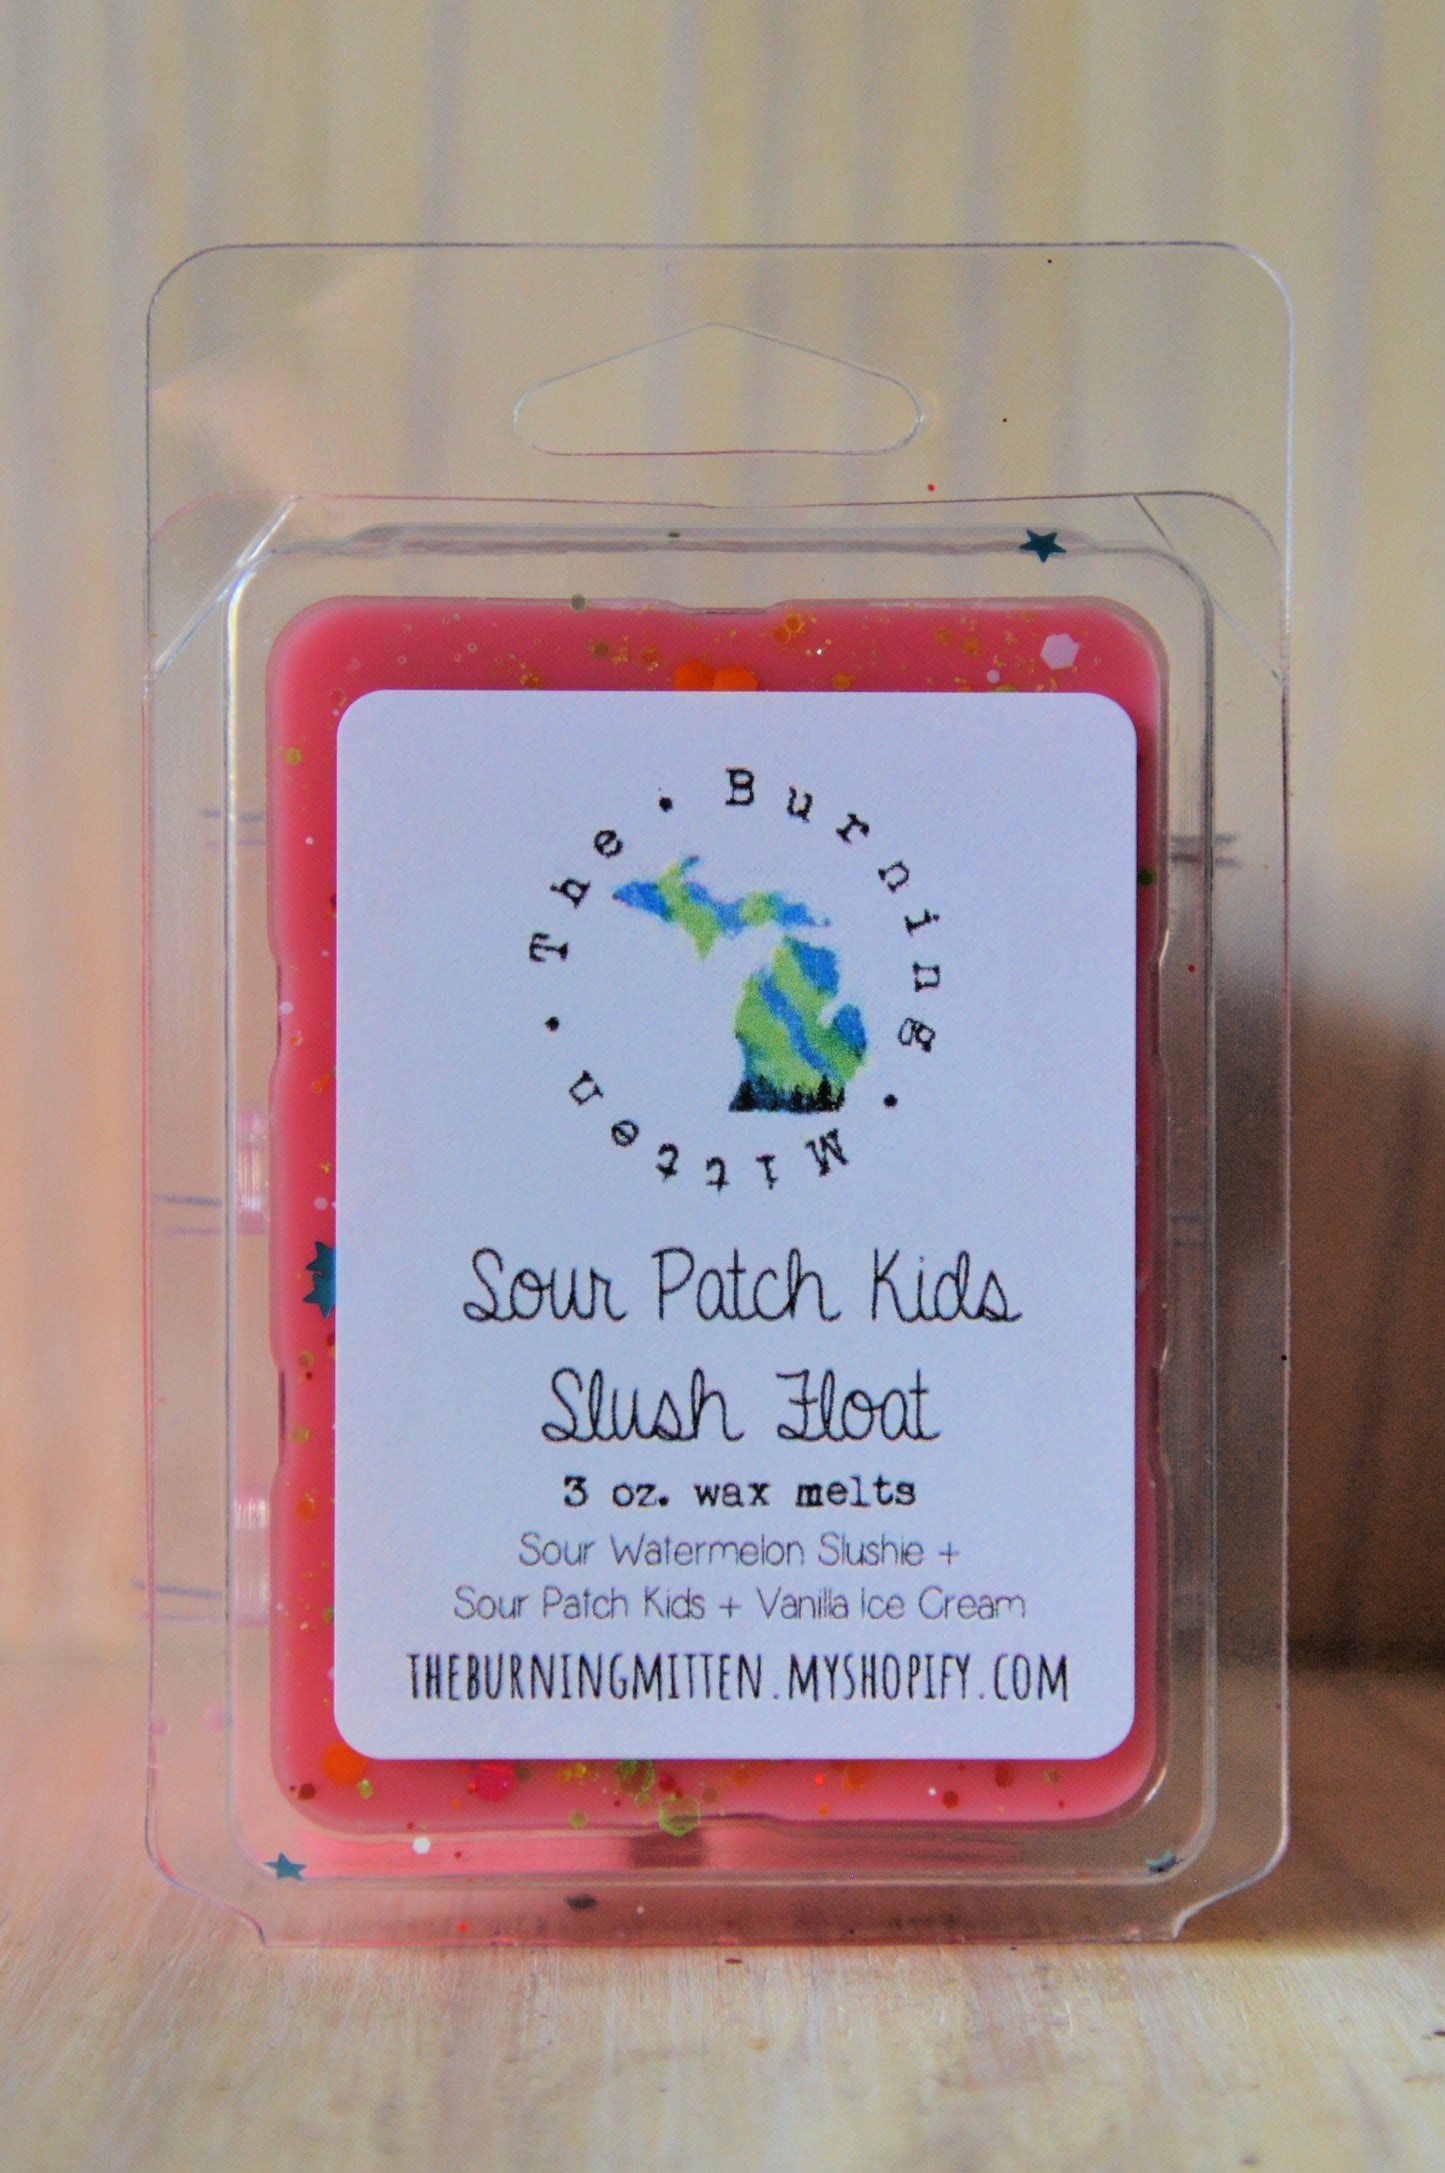 The • Burning • Mitten •
Sour Patch Kids
Slush Float
3 oz. wax melts
Sour Watermelon Slushie +
Sour Patch Kids + Vanilla Ice Cream
THEBURNINGMITTEN.MYSHOPIFY.COM